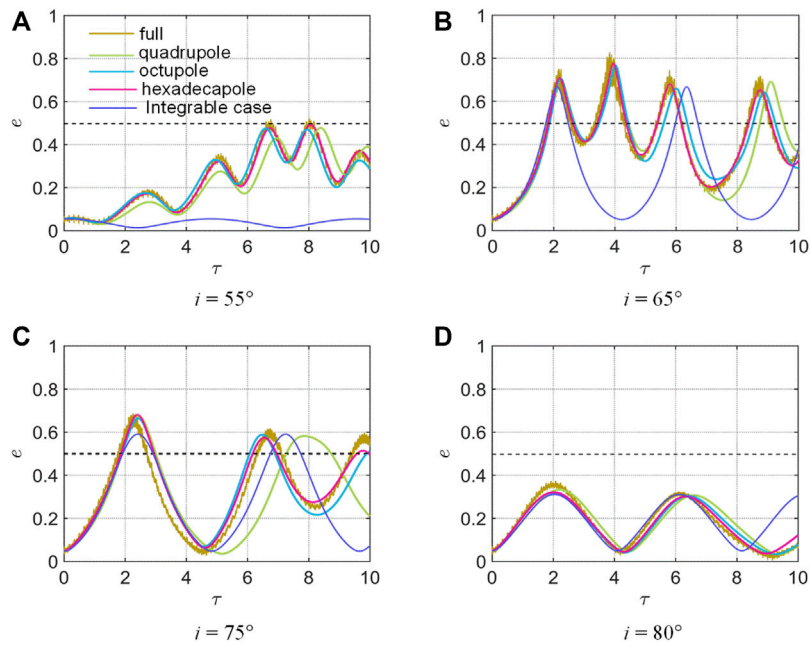 A
full
quadrupole
octupole
hexadecapole
Integrable case
1
0.8
0.6
0.4
0.2
0
e
0 2 4 6 8 10
τ
i = 55°
B
1
0.8
0.6
0.4
0.2
0
e
0 2 4 6 8 10
τ
i = 65°
C
1
0.8
0.6
0.4
0.2
0
e
0 2 4 6 8 10
τ
i = 75°
D
1
0.8
0.6
0.4
0.2
0
e
0 2 4 6 8 10
τ
i = 80°